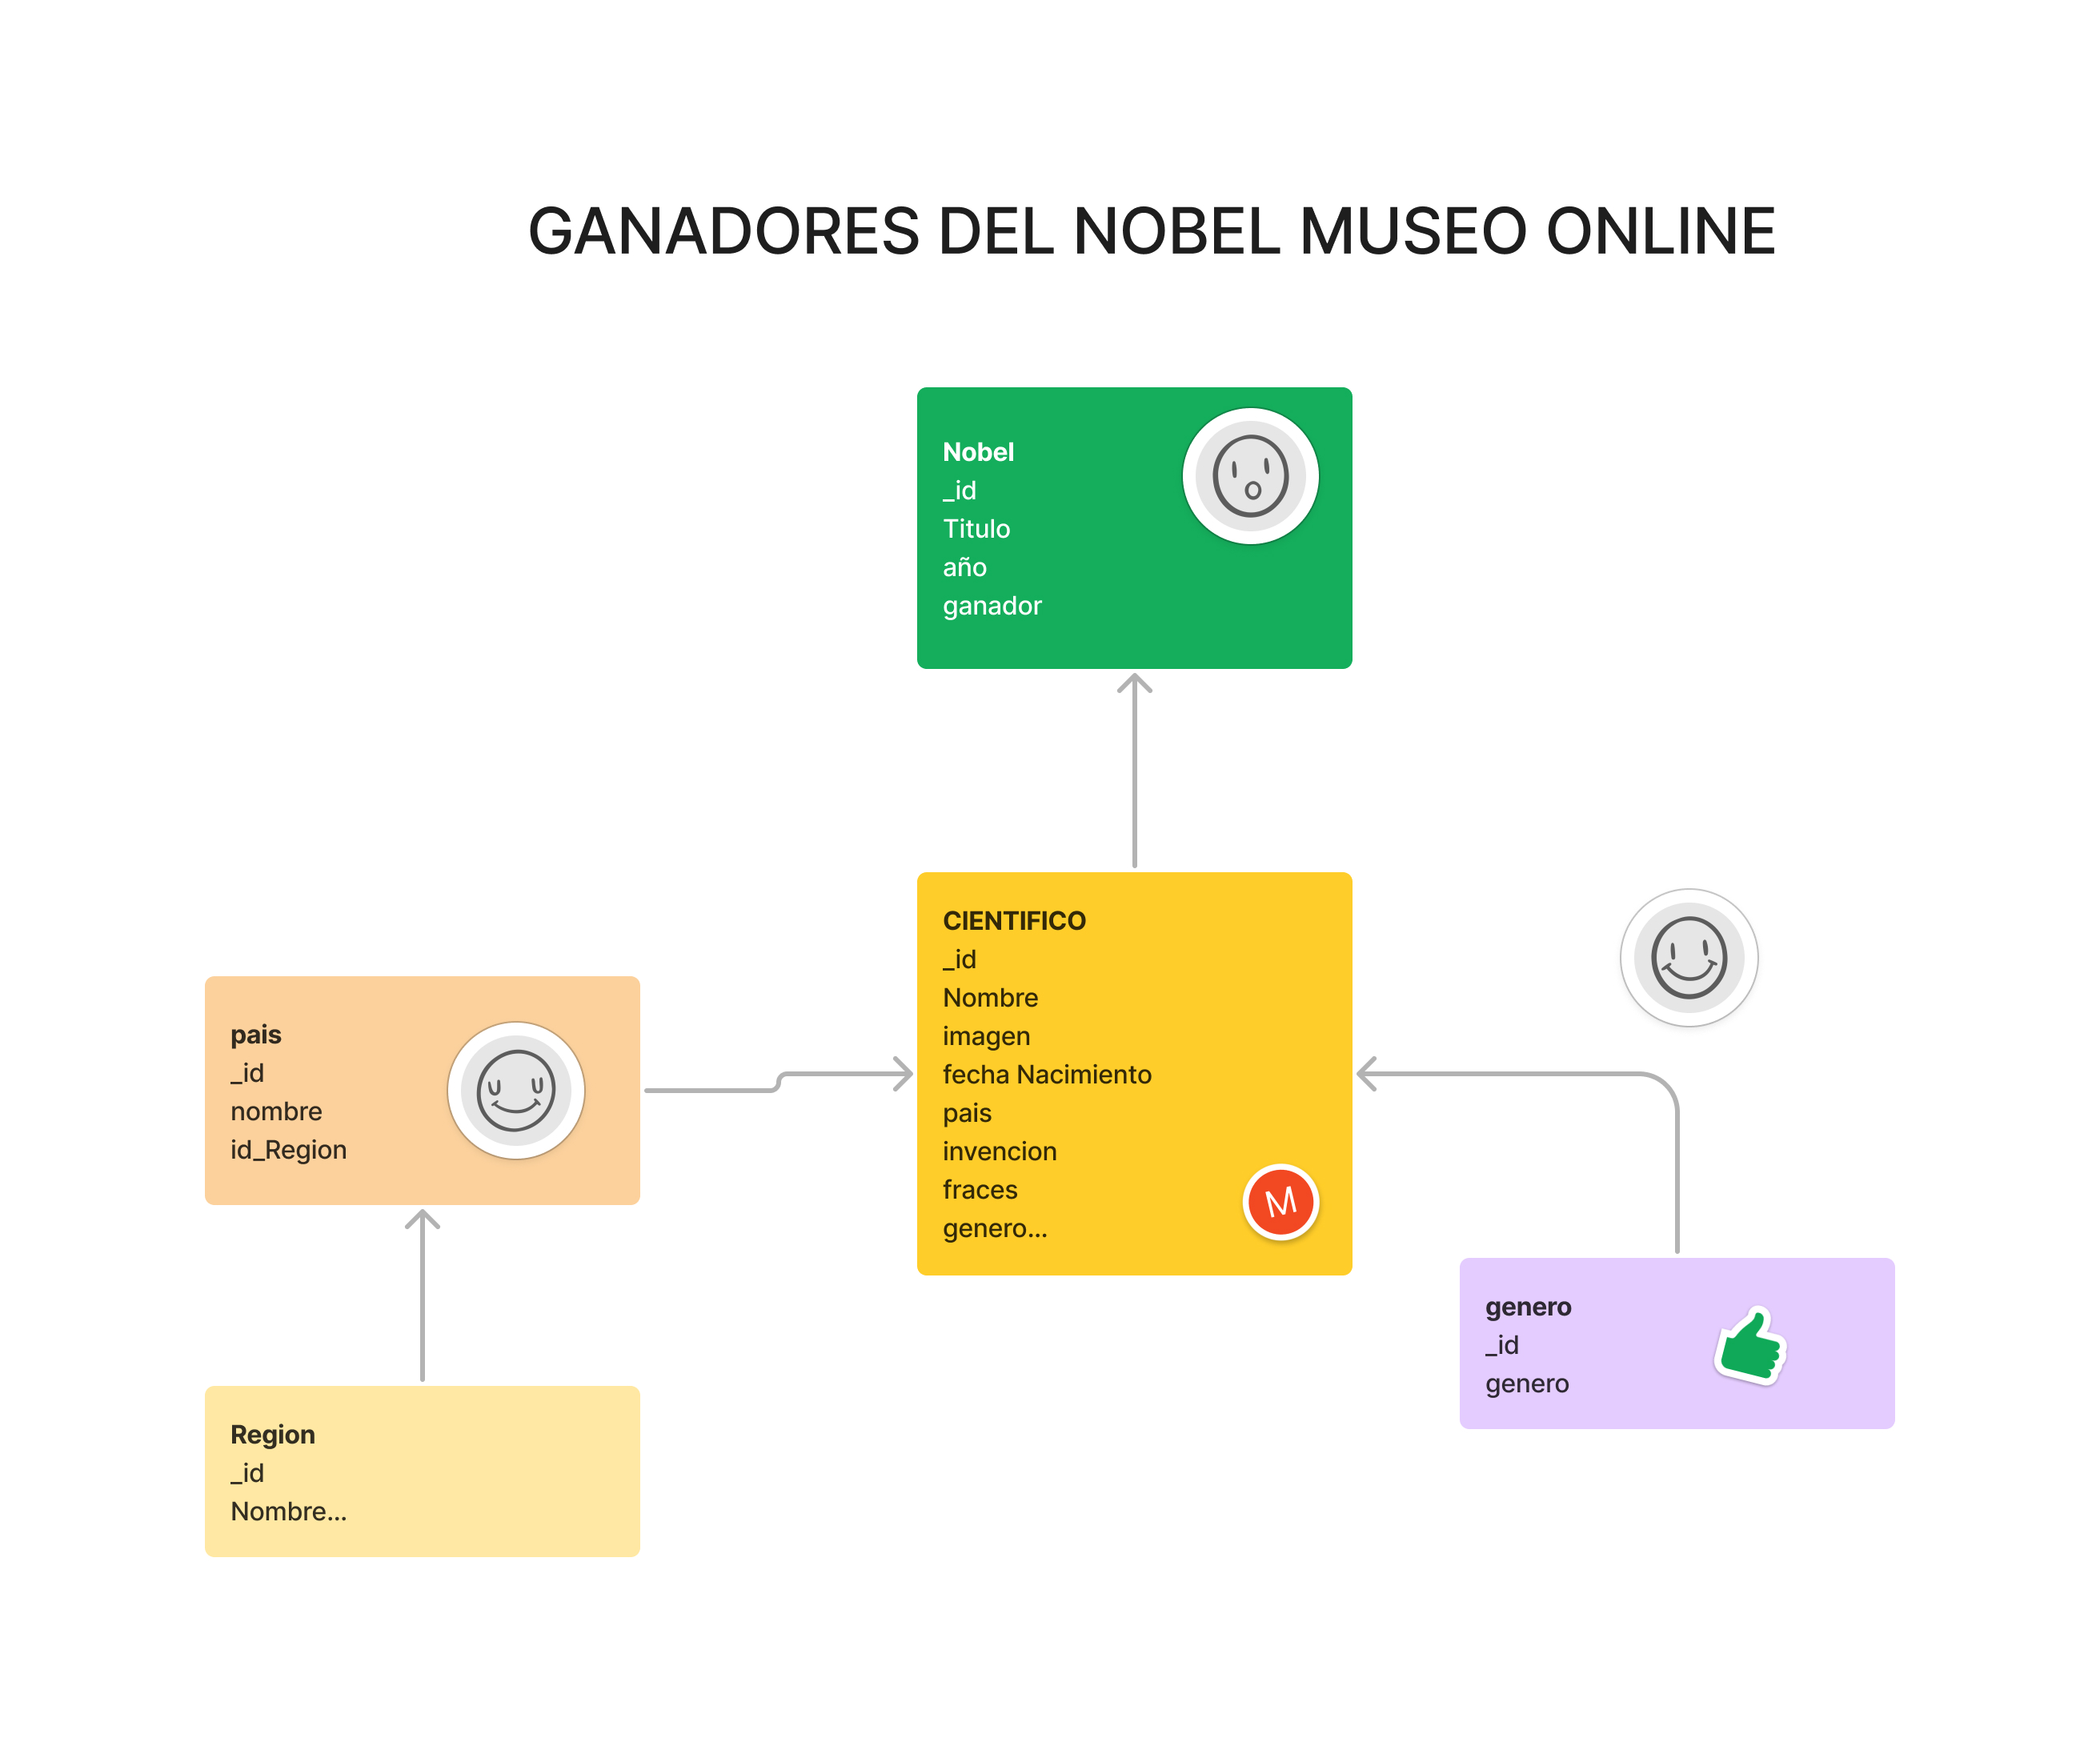 GANADORES DEL NOBEL MUSEO ONLINE
Nobel
_id
Titulo
año
ganador
CIENTIFICO
_id
Nombre
imagen
fecha Nacimiento
pais
invencion
fraces
genero...
M
pais
_id
nombre
id_Region
genero
_id
genero
Region
_id
Nombre...